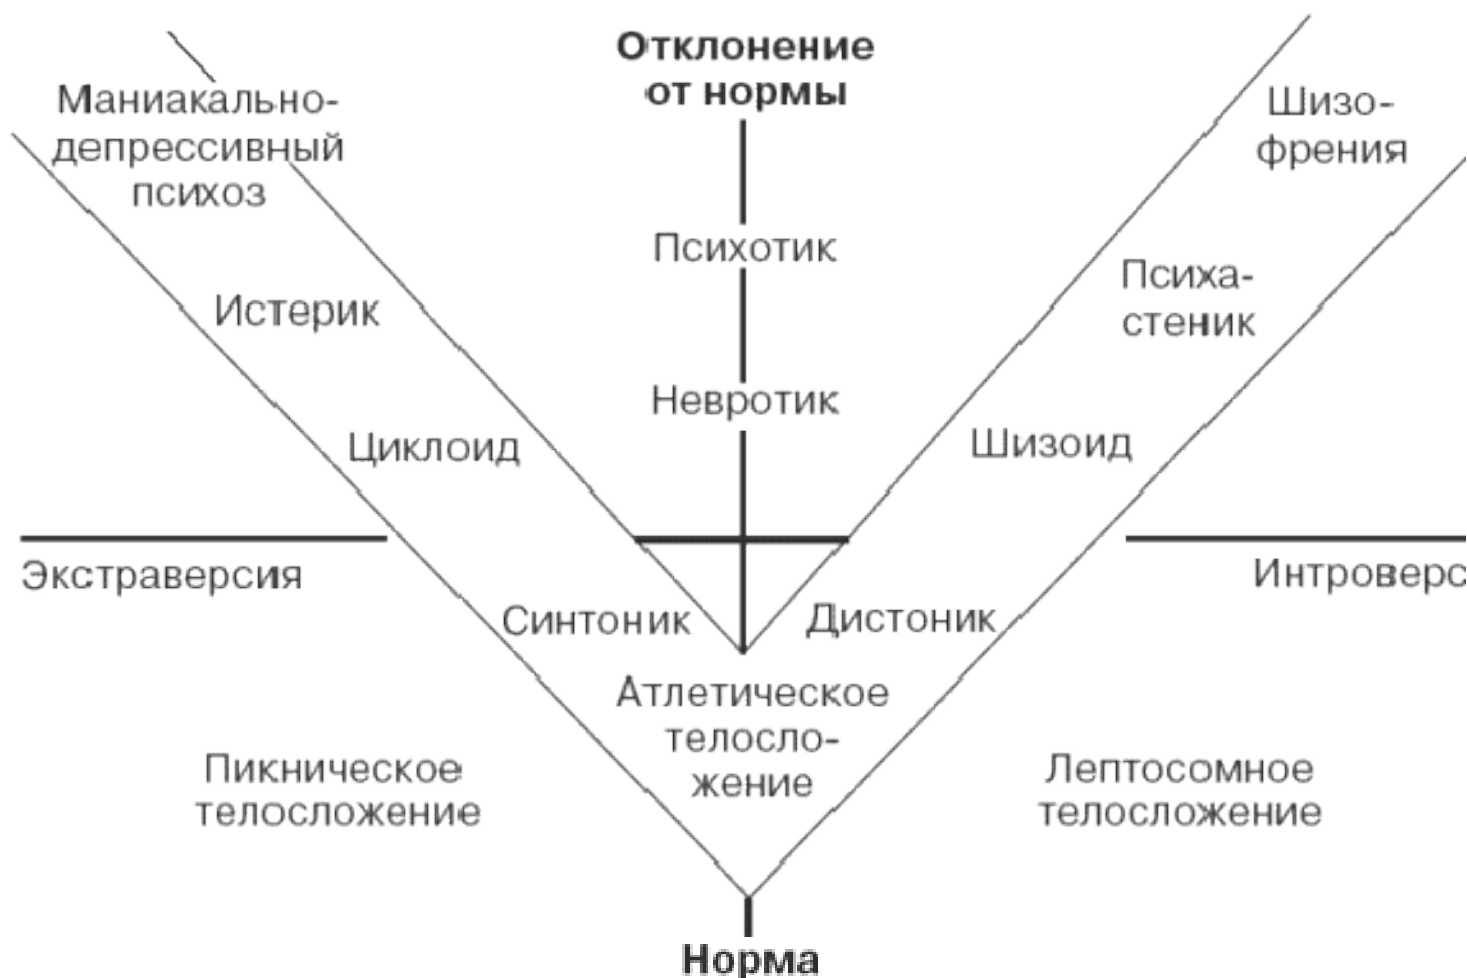 Отклонение
от нормы
Маниакально-
депрессивный
психоз
Шизо-
френия
Психотик
Истерик
Психа-
стеник
Невротик
Циклоид
Шизоид
Экстраверсия
Интроверс
Синтоник
Дистоник
Атлетическое
телосло-
жение
Пикническое
телосложение
Лептосомное
телосложение
Норма